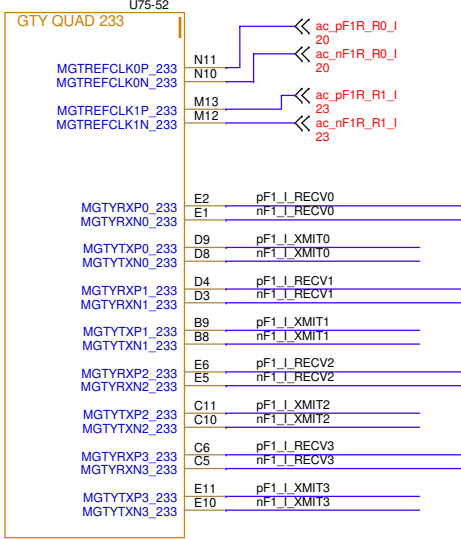 U75-52
GTY QUAD 233
ac_pF1R_R0_I
20
MGTREFCLK0P_233 N11
ac_nF1R_R0_I
20
MGTREFCLK0N_233 N10
ac_pF1R_R1_I
23
MGTREFCLK1P_233 M13
MGTREFCLK1N_233 M12
ac_nF1R_R1_I
23
MGTYRXP0_233 E2 pF1_I_RECV0
MGTYRXN0_233 E1 nF1_I_RECV0
MGTYTXP0_233 D9 pF1_I_XMIT0
MGTYTXN0_233 D8 nF1_I_XMIT0
MGTYRXP1_233 D4 pF1_I_RECV1
MGTYRXN1_233 D3 nF1_I_RECV1
MGTYTXP1_233 B9 pF1_I_XMIT1
MGTYTXN1_233 B8 nF1_I_XMIT1
MGTYRXP2_233 E6 pF1_I_RECV2
MGTYRXN2_233 E5 nF1_I_RECV2
MGTYTXP2_233 C11 pF1_I_XMIT2
MGTYTXN2_233 C10 nF1_I_XMIT2
MGTYRXP3_233 C6 pF1_I_RECV3
MGTYRXN3_233 C5 nF1_I_RECV3
MGTYTXP3_233 E11 pF1_I_XMIT3
MGTYTXN3_233 E10 nF1_I_XMIT3